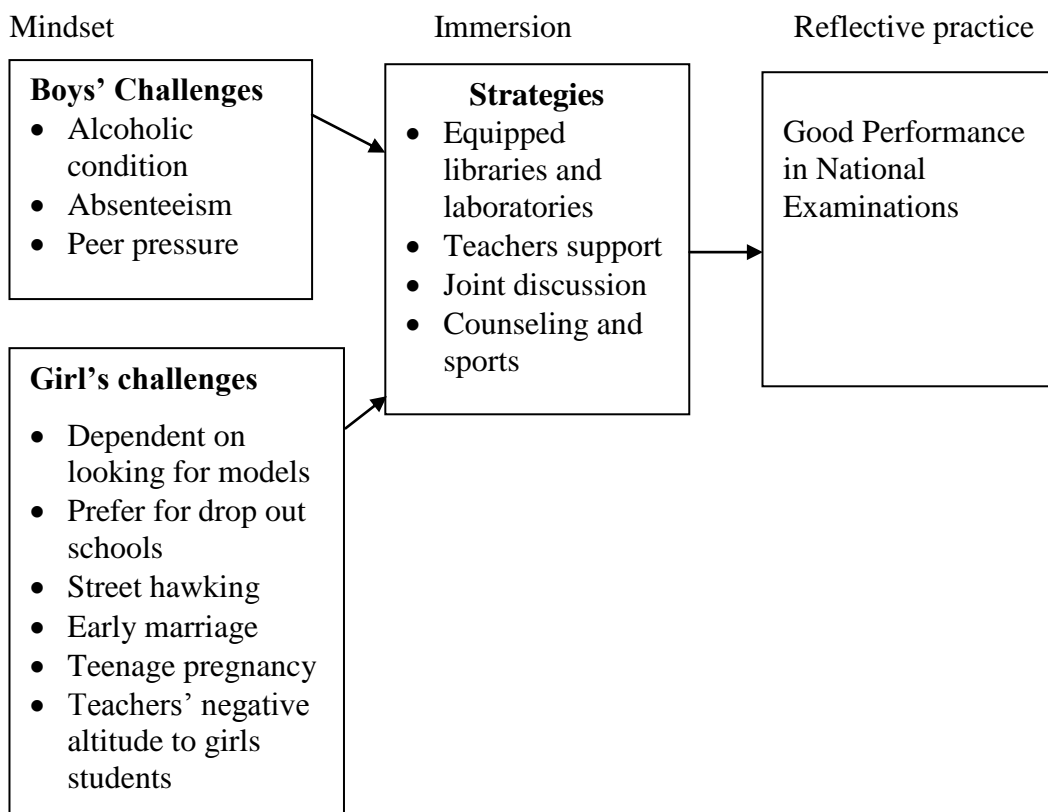 Mindset
Immersion
Reflective practice
Boys’ Challenges
• Alcoholic
condition
• Absenteeism
• Peer pressure
Girl's challenges
• Dependent on
looking for models
• Prefer for drop out
schools
• Street hawking
• Early marriage
• Teenage pregnancy
• Teachers’ negative
altitude to girls
students
Strategies
• Equipped
libraries and
laboratories
• Teachers support
• Joint discussion
• Counseling and
sports
Good Performance
in National
Examinations